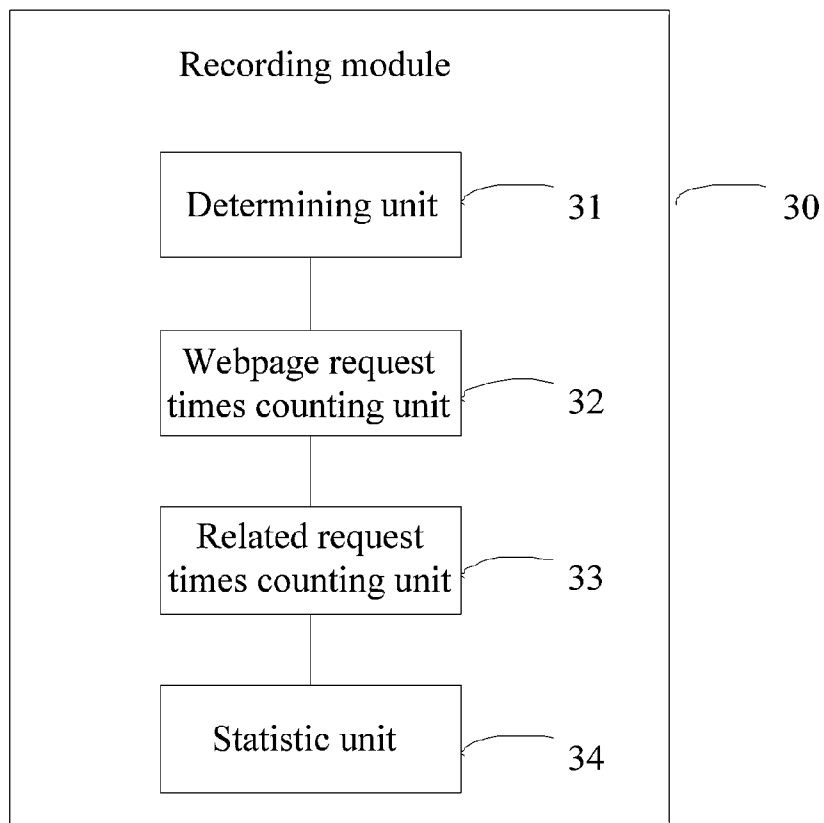 Recording module
Determining unit
31
30
Webpage request
times counting unit
32
Related request
times counting unit
33
Statistic unit
34